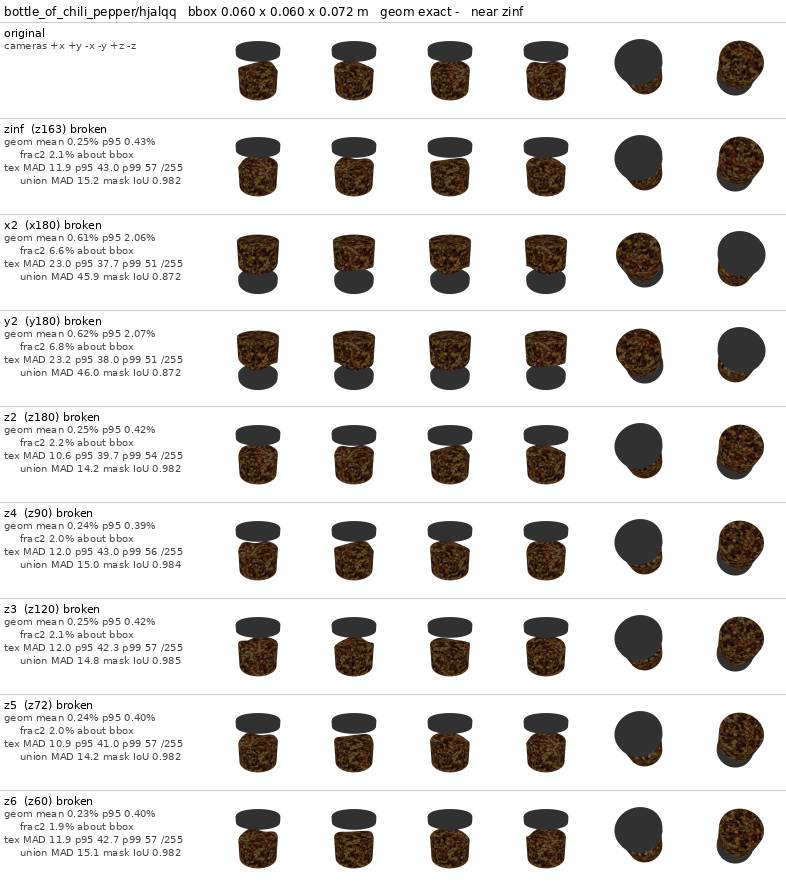 bottle_of_chili_pepper/hjalqq   bbox 0.060 x 0.060 x 0.072 m   geom exact -   near zinf
original
cameras +x +y -x -y +z -z
zinf  (z163) broken
geom mean 0.25% p95 0.43%
frac2 2.1% about bbox
tex MAD 11.9 p95 43.0 p99 57 /255
union MAD 15.2 mask IoU 0.982
x2  (x180) broken
geom mean 0.61% p95 2.06%
frac2 6.6% about bbox
tex MAD 23.0 p95 37.7 p99 51 /255
union MAD 45.9 mask IoU 0.872
y2  (y180) broken
geom mean 0.62% p95 2.07%
frac2 6.8% about bbox
tex MAD 23.2 p95 38.0 p99 51 /255
union MAD 46.0 mask IoU 0.872
z2  (z180) broken
geom mean 0.25% p95 0.42%
frac2 2.2% about bbox
tex MAD 10.6 p95 39.7 p99 54 /255
union MAD 14.2 mask IoU 0.982
z4  (z90) broken
geom mean 0.24% p95 0.39%
frac2 2.0% about bbox
tex MAD 12.0 p95 43.0 p99 56 /255
union MAD 15.0 mask IoU 0.984
z3  (z120) broken
geom mean 0.25% p95 0.42%
frac2 2.1% about bbox
tex MAD 12.0 p95 42.3 p99 57 /255
union MAD 14.8 mask IoU 0.985
z5  (z72) broken
geom mean 0.24% p95 0.40%
frac2 2.0% about bbox
tex MAD 10.9 p95 41.0 p99 57 /255
union MAD 14.2 mask IoU 0.982
z6  (z60) broken
geom mean 0.23% p95 0.40%
frac2 1.9% about bbox
tex MAD 11.9 p95 42.7 p99 57 /255
union MAD 15.1 mask IoU 0.982